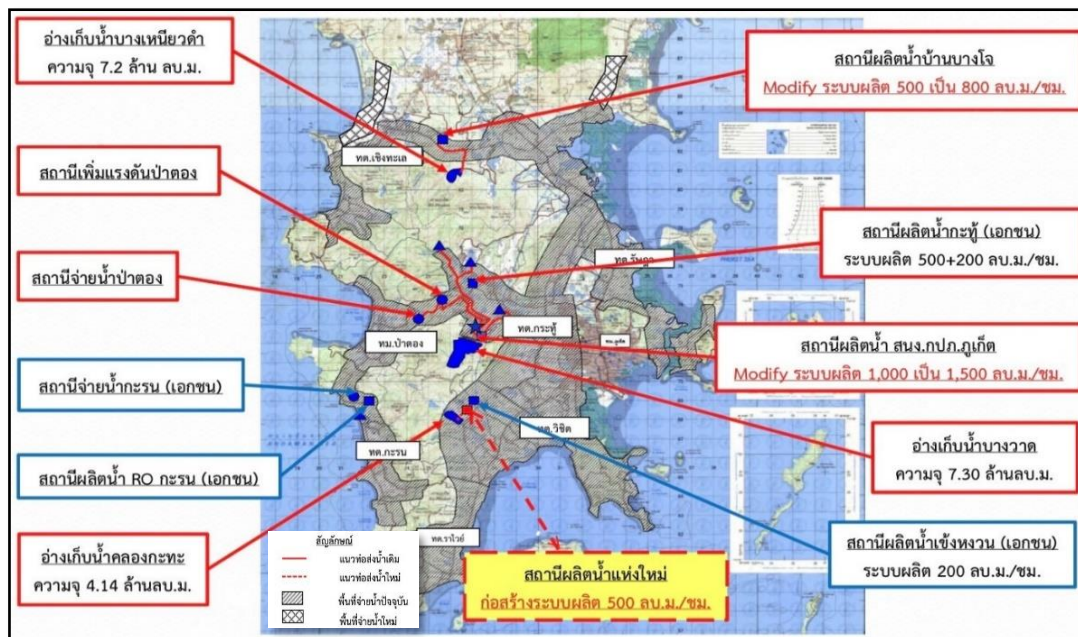 อ่างเก็บน้ำบางเหนียวดำ
ความจุ 7.2 ล้าน ลบ.ม.
สถานีเพิ่มแรงดันป่าตอง
สถานีจ่ายน้ำป่าตอง
สถานีจ่ายน้ำกะรน (เอกชน)
สถานีผลิตน้ำ RO กะรน (เอกชน)
อ่างเก็บน้ำคลองกะทะ
ความจุ 4.14 ล้านลบ.ม.
ทต.เชิงทะเล
ทต.รัษฎา
ทต.กระทู้
ทม.ป่าตอง
ทต.วิชิต
ทต.กะรน
ทต.ราไวย์
สัญลักษณ์
แนวท่อส่งน้ำเดิม
แนวท่อส่งน้ำใหม่
พื้นที่จ่ายน้ำปัจจุบัน
พื้นที่จ่ายน้ำใหม่
สถานีผลิตน้ำแห่งใหม่
ก่อสร้างระบบผลิต 500 ลบ.ม./ชม.
สถานีผลิตน้ำบ้านบางโจ
Modify ระบบผลิต 500 เป็น 800 ลบ.ม./ชม.
สถานีผลิตน้ำกะทู้ (เอกชน)
ระบบผลิต 500+200 ลบ.ม./ชม.
สถานีผลิตน้ำ สนง.กปภ.ภูเก็ต
Modify ระบบผลิต 1,000 เป็น 1,500 ลบ.ม./ชม.
อ่างเก็บน้ำบางวาด
ความจุ 7.30 ล้านลบ.ม.
สถานีผลิตน้ำเข้งหงวน (เอกชน)
ระบบผลิต 200 ลบ.ม./ชม.